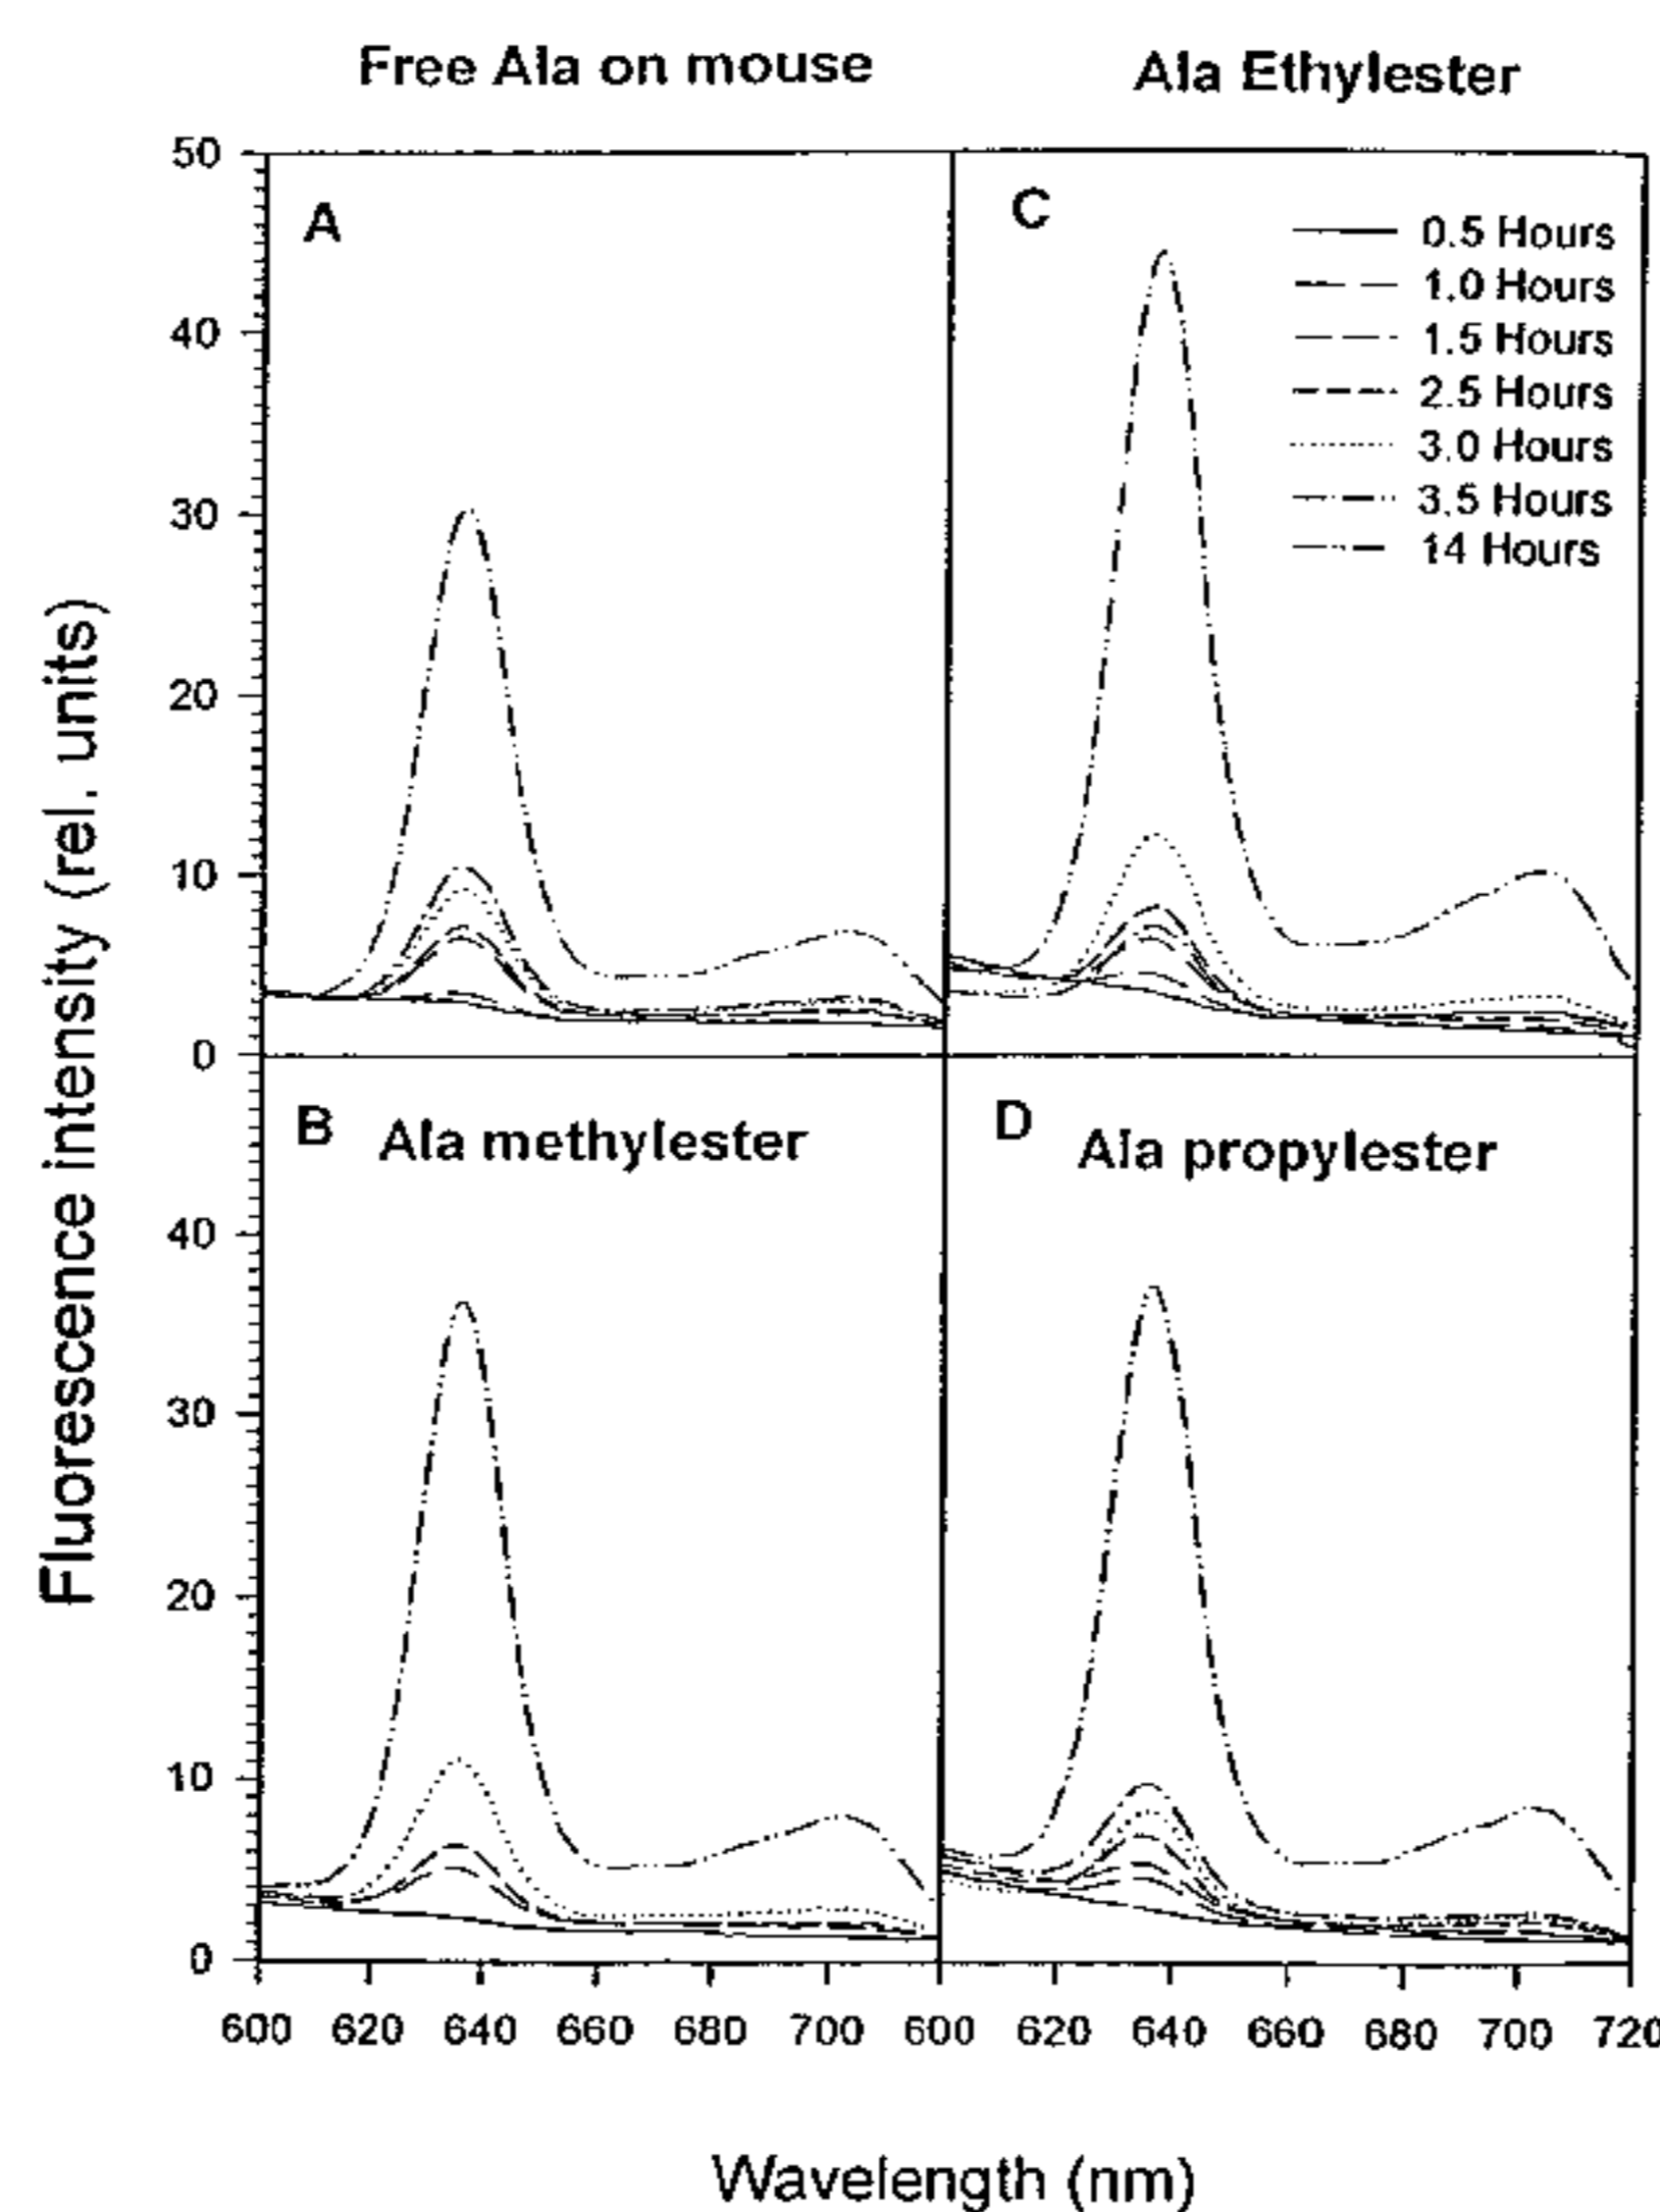 Free Ala on mouse
Ala Ethylester
50
A
C
0.5 Hours
1.0 Hours
1.5 Hours
2.5 Hours
3.0 Hours
3.5 Hours
14 Hours
40
30
20
10
0
Fluorescence intensity (rel. units)
B
Ala methylester
D
Ala propylester
40
30
20
10
0
600 620 640 660 680 700 600 620 640 660 680 700 720
Wavelength (nm)